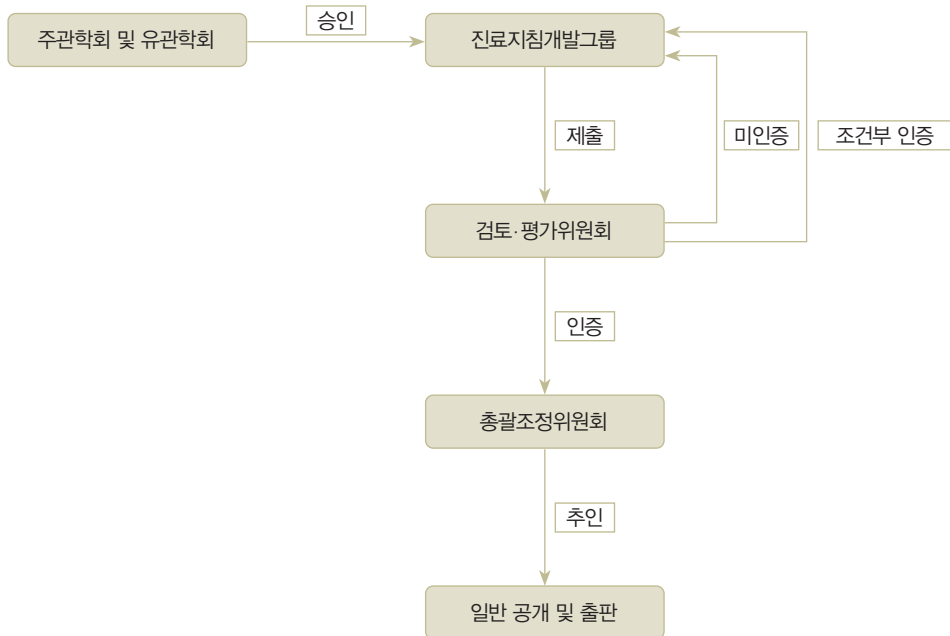 승인
주관학회 및 유관학회
진료지침개발그룹
제출
미인증
조건부 인증
검토·평가위원회
인증
총괄조정위원회
추인
일반 공개 및 출판